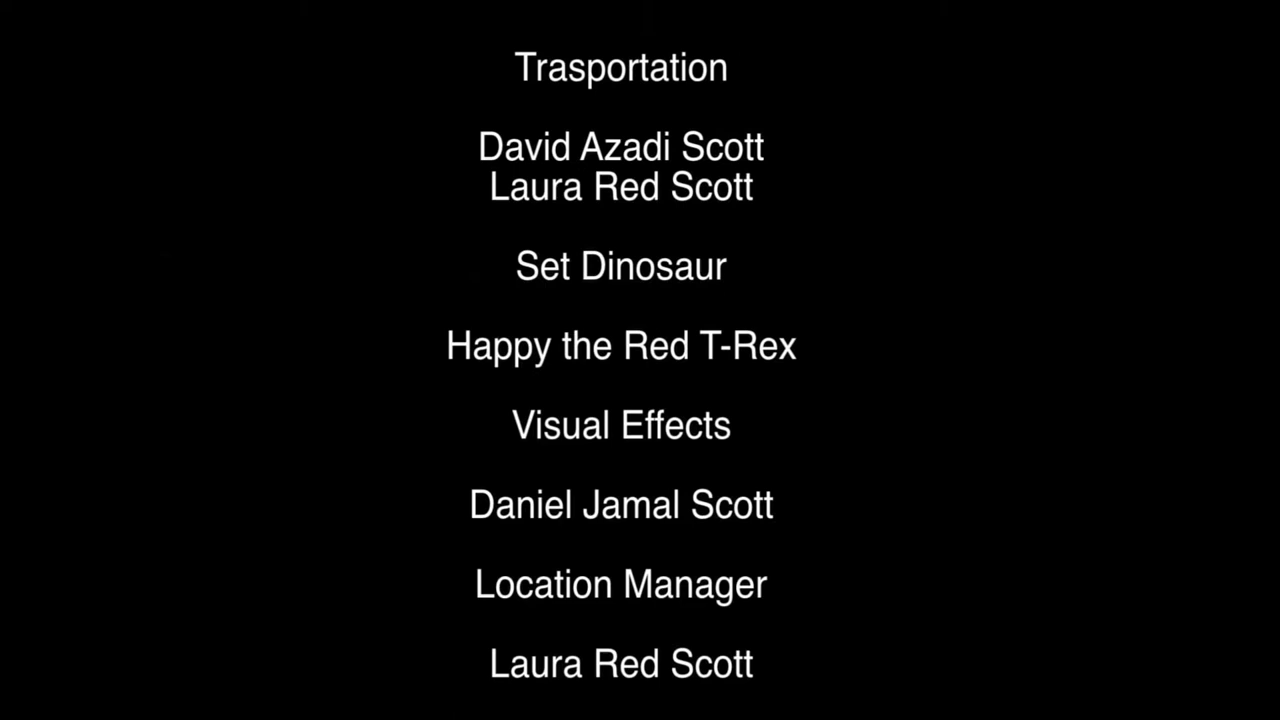 Trasportation
David Azadi Scott
Laura Red Scott
Set Dinosaur
Happy the Red T-Rex
Visual Effects
Daniel Jamal Scott
Location Manager
Laura Red Scott